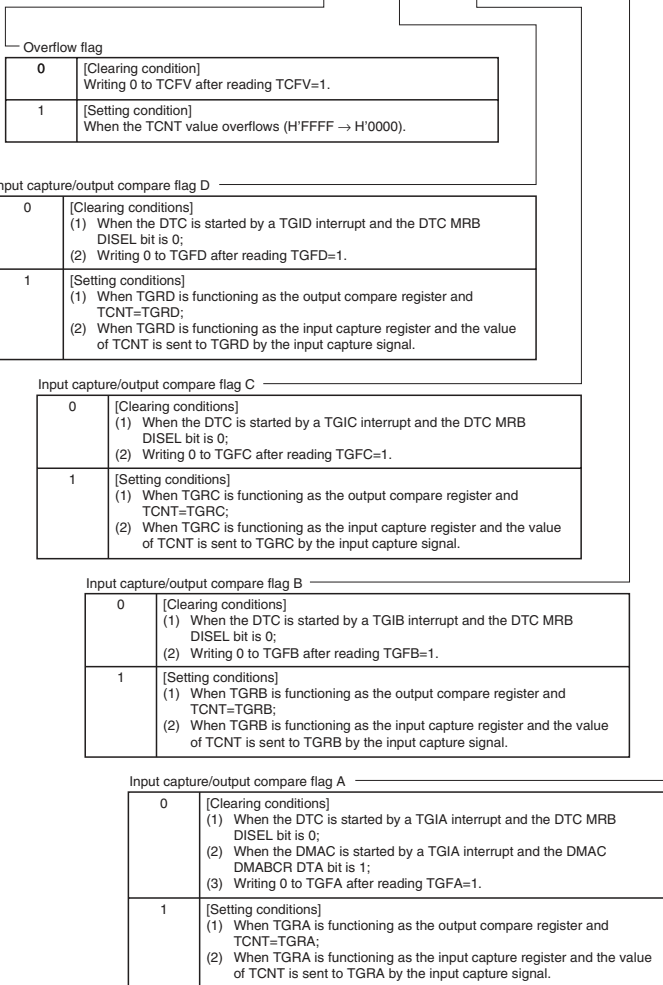 Overflow flag
0 [Clearing condition]
Writing 0 to TCFV after reading TCFV=1.
1 [Setting condition]
When the TCNT value overflows (H'FFFF → H'0000).
nput capture/output compare flag D
0 [Clearing conditions]
(1) When the DTC is started by a TGID interrupt and the DTC MRB
DISEL bit is 0;
(2) Writing 0 to TGFD after reading TGFD=1.
1 [Setting conditions]
(1) When TGRD is functioning as the output compare register and
TCNT=TGRD;
(2) When TGRD is functioning as the input capture register and the value
of TCNT is sent to TGRD by the input capture signal.
Input capture/output compare flag C
0 [Clearing conditions]
(1) When the DTC is started by a TGIC interrupt and the DTC MRB
DISEL bit is 0;
(2) Writing 0 to TGFC after reading TGFC=1.
1 [Setting conditions]
(1) When TGRC is functioning as the output compare register and
TCNT=TGRC;
(2) When TGRC is functioning as the input capture register and the value
of TCNT is sent to TGRC by the input capture signal.
Input capture/output compare flag B
0 [Clearing conditions]
(1) When the DTC is started by a TGIB interrupt and the DTC MRB
DISEL bit is 0;
(2) Writing 0 to TGFB after reading TGFB=1.
1 [Setting conditions]
(1) When TGRB is functioning as the output compare register and
TCNT=TGRB;
(2) When TGRB is functioning as the input capture register and the value
of TCNT is sent to TGRB by the input capture signal.
Input capture/output compare flag A
0 [Clearing conditions]
(1) When the DTC is started by a TGIA interrupt and the DTC MRB
DISEL bit is 0;
(2) When the DMAC is started by a TGIA interrupt and the DMAC
DMABCR DTA bit is 1;
(3) Writing 0 to TGFA after reading TGFA=1.
1 [Setting conditions]
(1) When TGRA is functioning as the output compare register and
TCNT=TGRA;
(2) When TGRA is functioning as the input capture register and the value
of TCNT is sent to TGRA by the input capture signal.